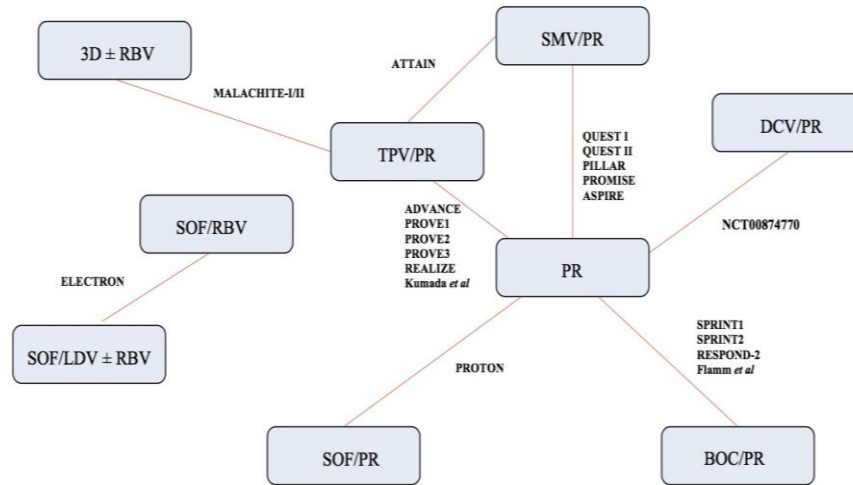 SMV/PR
3D ± RBV
ATTAIN
MALACHITE-I/II
DCV/PR
TPV/PR
QUEST I
QUEST II
PILLAR
PROMISE
ASPIRE
SOF/RBV
ADVANCE
PROVE1
PROVE2
PROVE3
REALIZE
Kumada et al
NCT00874770
PR
ELECTRON
SOF/LDV ± RBV
SPRINT1
SPRINT2
RESPOND-2
Flamm et al
PROTON
SOF/PR
BOC/PR